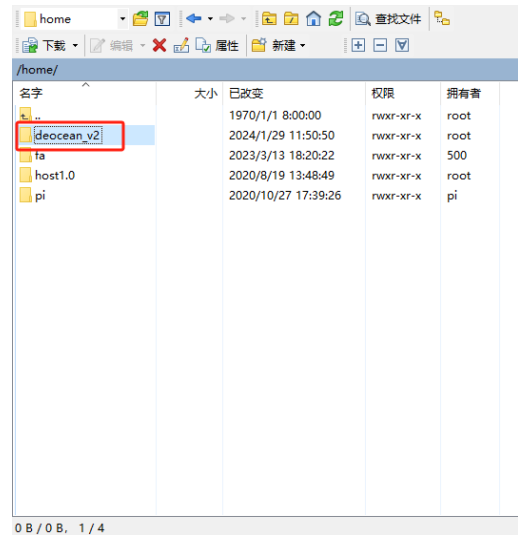 home 查找文件
下载 编辑 属性 新建
/home/
名字 大小 已改变 权限 拥有者
.. 1970/1/1 8:00:00 rwxr-xr-x root
deocean_v2 2024/1/29 11:50:50 rwxr-xr-x root
fa 2023/3/13 18:20:22 rwxr-xr-x 500
host1.0 2020/8/19 13:48:49 rwxr-xr-x root
pi 2020/10/27 17:39:26 rwxr-xr-x pi
0 B / 0 B, 1 / 4